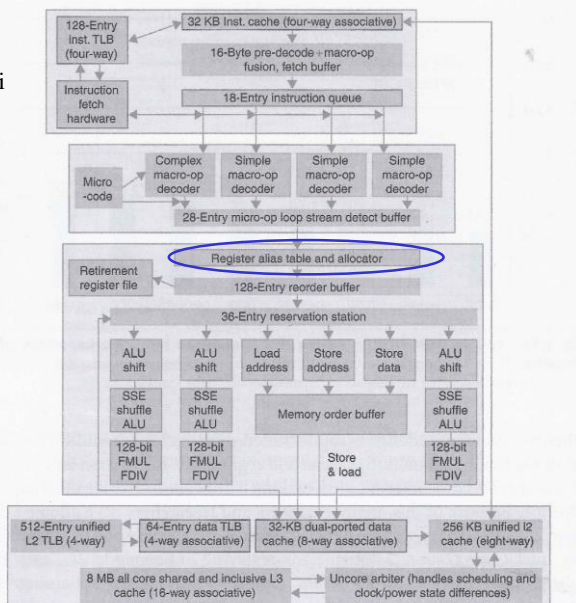 128-Entry
inst. TLB
(four-way)
32 KB Inst. cache (four-way associative)
16-Byte pre-decode+macro-op
fusion, fetch buffer
i
Instruction
fetch
hardware
18-Entry instruction queue
Micro
-code
Complex
macro-op
decoder
Simple
macro-op
decoder
Simple
macro-op
decoder
Simple
macro-op
decoder
28-Entry micro-op loop stream detect buffer
Register alias table and allocator
Retirement
register file
128-Entry reorder buffer
36-Entry reservation station
ALU
shift
ALU
shift
Load
address
Store
address
Store
data
ALU
shift
SSE
shuffle
ALU
SSE
shuffle
ALU
Memory order buffer
SSE
shuffle
ALU
128-bit
FMUL
FDIV
128-bit
FMUL
FDIV
Store
& load
128-bit
FMUL
FDIV
512-Entry unified
L2 TLB (4-way)
64-Entry data TLB
(4-way associative)
32-KB dual-ported data
cache (8-way associative)
256 KB unified l2
cache (eight-way)
8 MB all core shared and inclusive L3
cache (16-way associative)
Uncore arbiter (handles scheduling and
clock/power state differences)